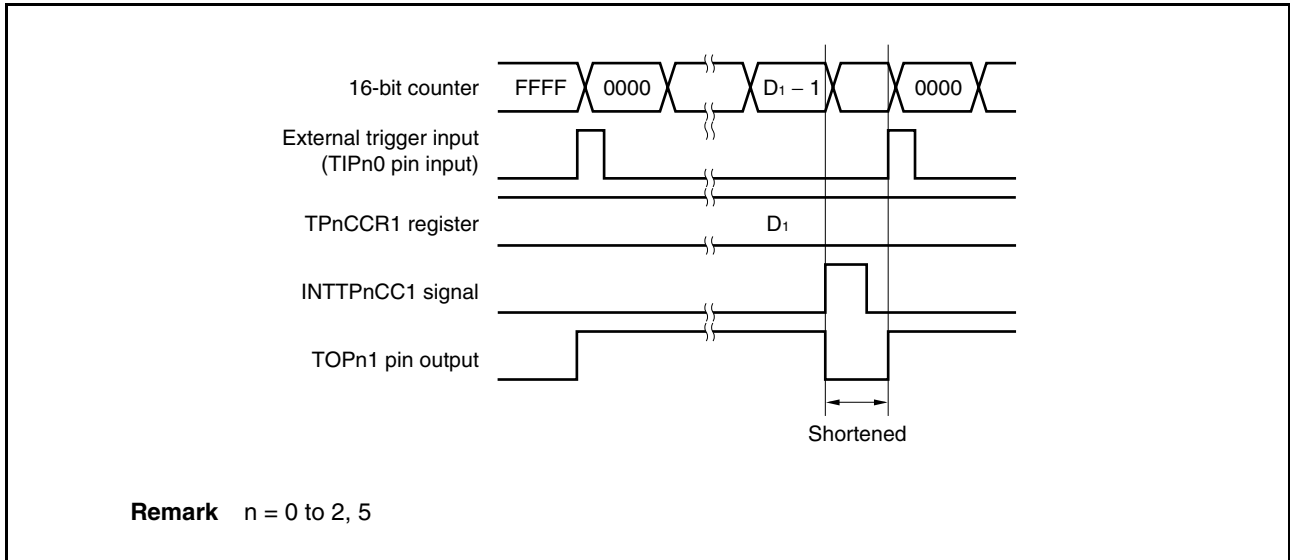 16-bit counter
FFFF
0000
D₁ − 1
0000
External trigger input
(TIPn0 pin input)
TPnCCR1 register
D₁
INTTPnCC1 signal
TOPn1 pin output
Shortened
Remark n = 0 to 2, 5